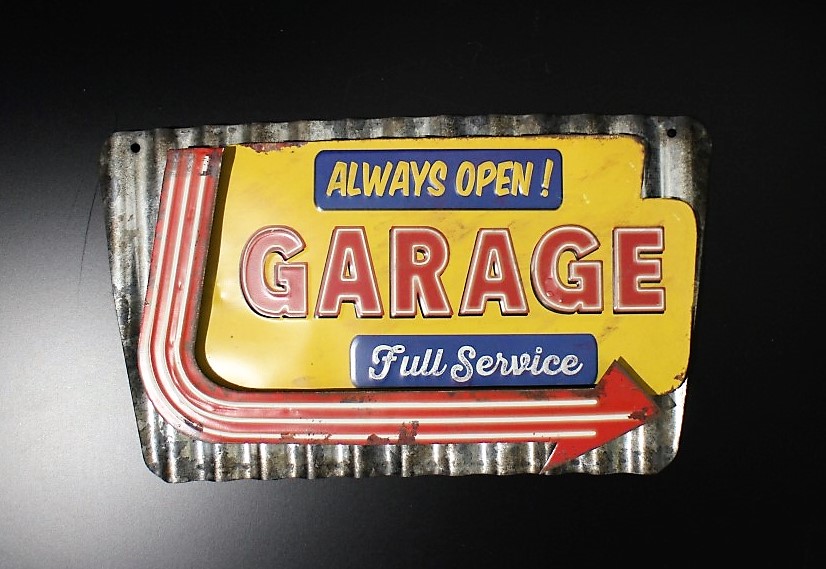 ALWAYS OPEN!
GARAGE
Full Service